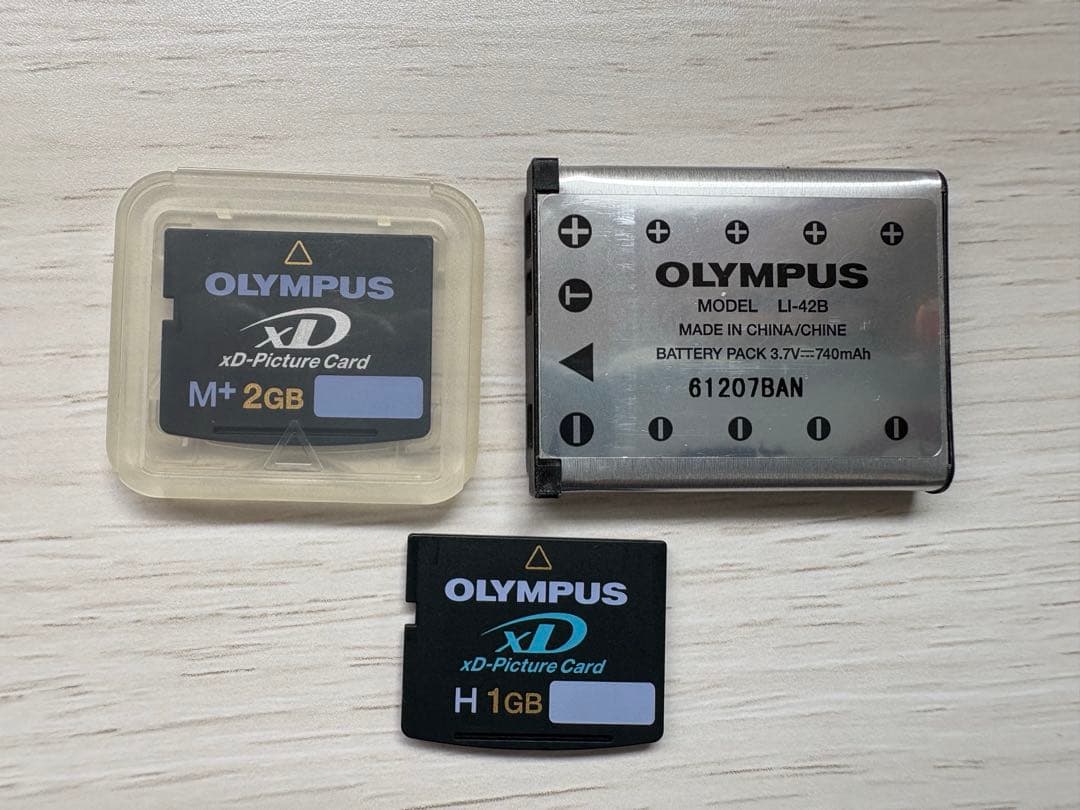 OLYMPUS
xD
xD-Picture Card
M+ 2GB
OLYMPUS
MODEL LI-42B
MADE IN CHINA/CHINE
BATTERY PACK 3.7V⎓740mAh
61207BAN
+ + + + +
T
- - - - -
OLYMPUS
xD
xD-Picture Card
H 1GB